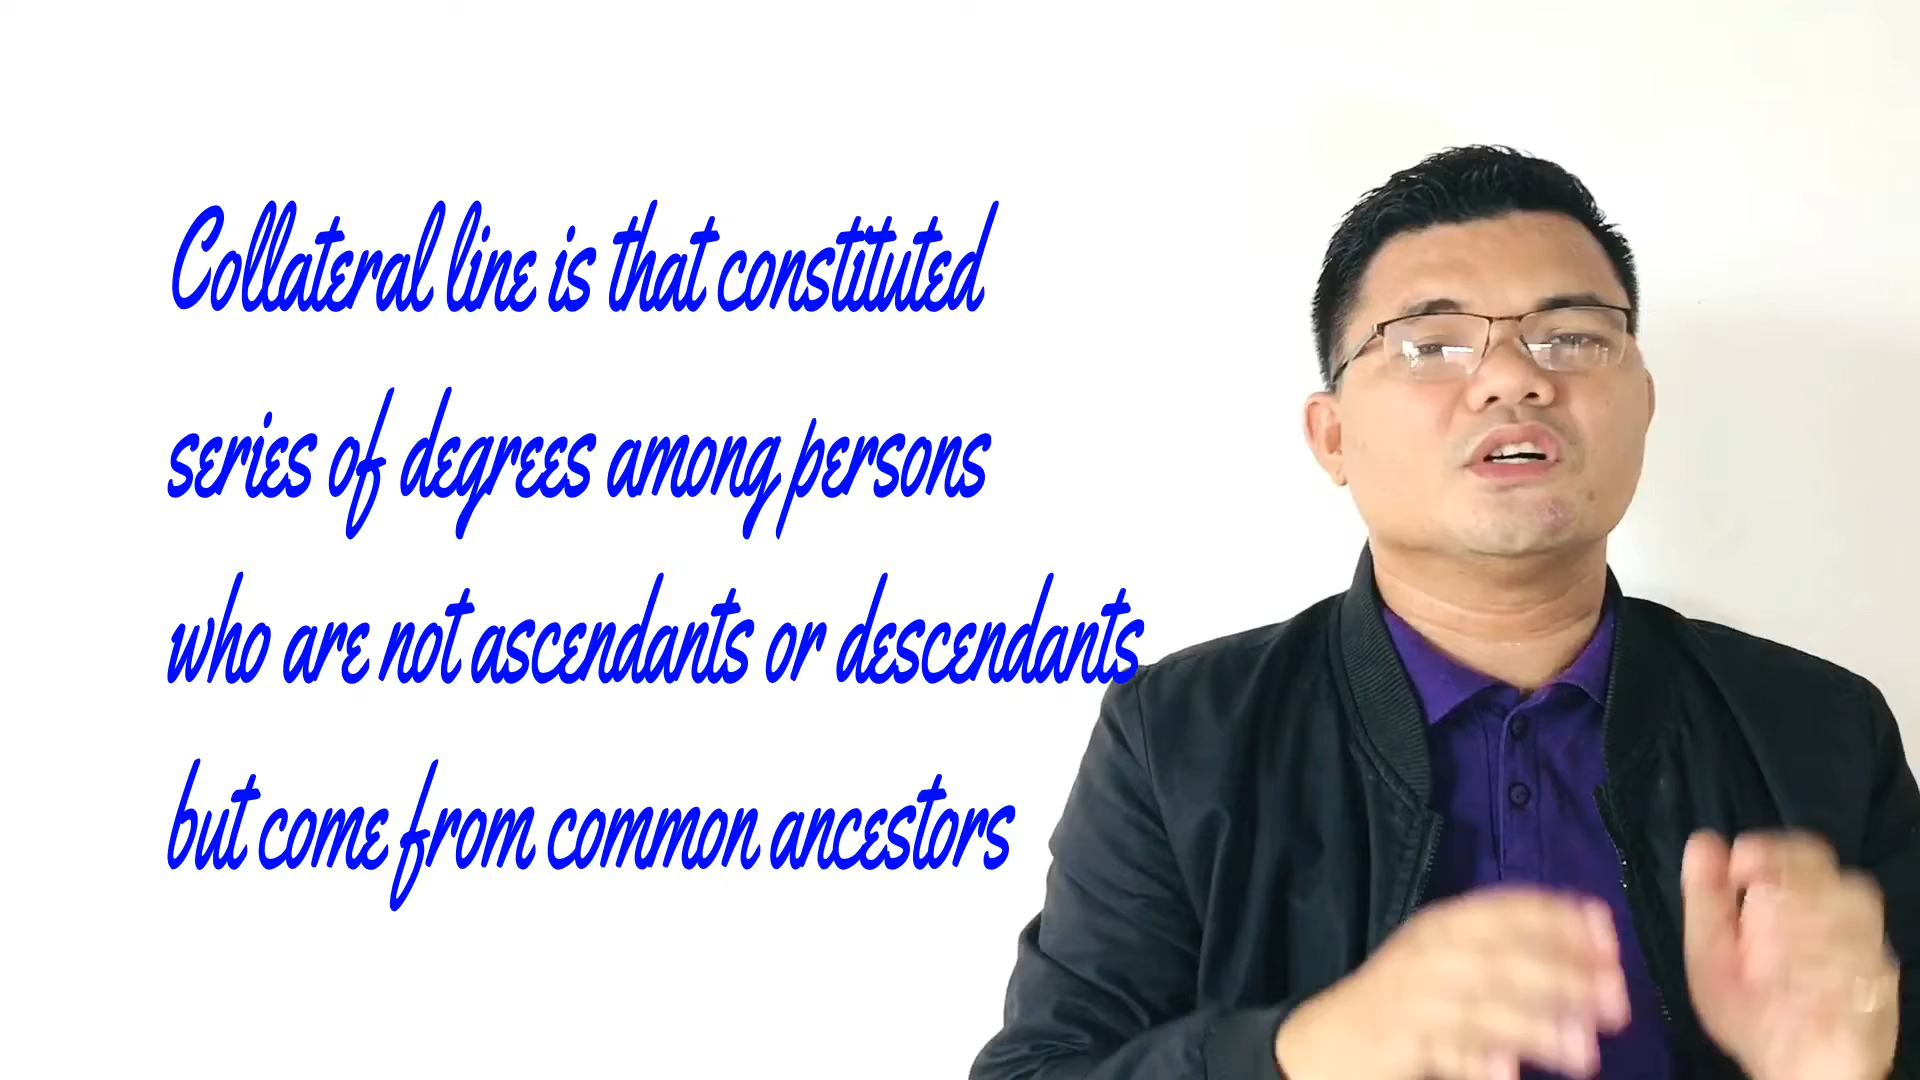 Collateral line is that constituted
series of degrees among persons
who are not ascendants or descendants
but come from common ancestors